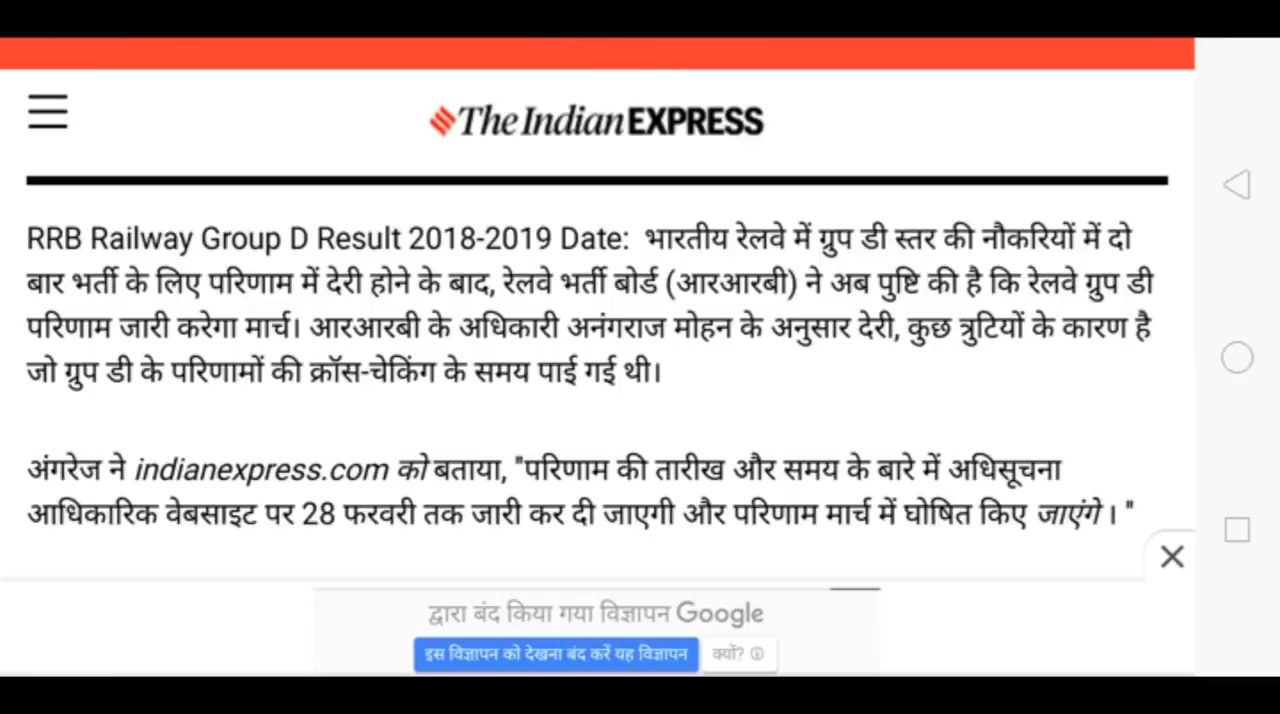 The Indian EXPRESS
RRB Railway Group D Result 2018-2019 Date: भारतीय रेलवे में ग्रुप डी स्तर की नौकरियों में दो
बार भर्ती के लिए परिणाम में देरी होने के बाद, रेलवे भर्ती बोर्ड (आरआरबी) ने अब पुष्टि की है कि रेलवे ग्रुप डी
परिणाम जारी करेगा मार्च। आरआरबी के अधिकारी अनंगराज मोहन के अनुसार देरी, कुछ त्रुटियों के कारण है
जो ग्रुप डी के परिणामों की क्रॉस-चेकिंग के समय पाई गई थी।
अंगरेज ने indianexpress.com को बताया, "परिणाम की तारीख और समय के बारे में अधिसूचना
आधिकारिक वेबसाइट पर 28 फरवरी तक जारी कर दी जाएगी और परिणाम मार्च में घोषित किए जाएंगे । "
द्वारा बंद किया गया विज्ञापन Google
इस विज्ञापन को देखना बंद करें यह विज्ञापन क्यों?